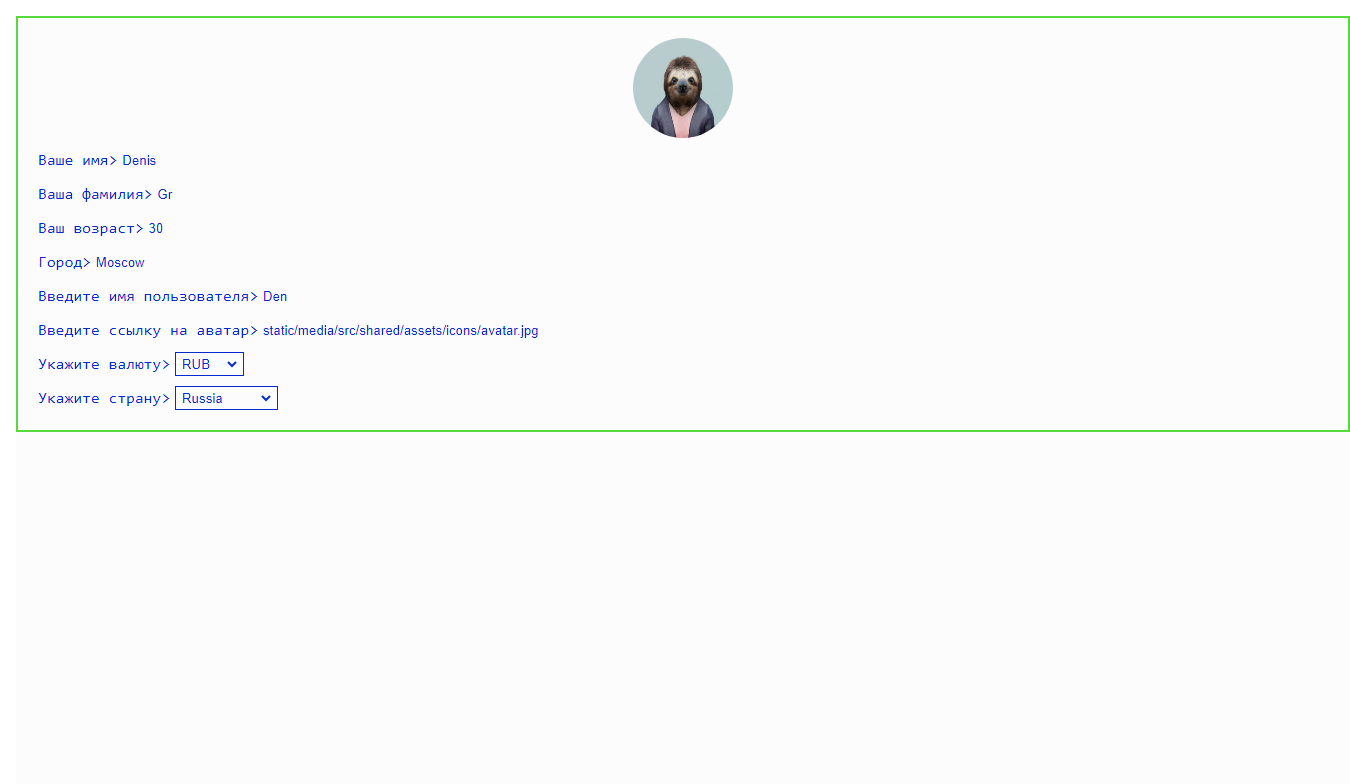 Ваше имя> Denis
Ваша фамилия> Gr
Ваш возраст> 30
Город> Moscow
Введите имя пользователя> Den
Введите ссылку на аватар> static/media/src/shared/assets/icons/avatar.jpg
Укажите валюту> RUB
Укажите страну> Russia